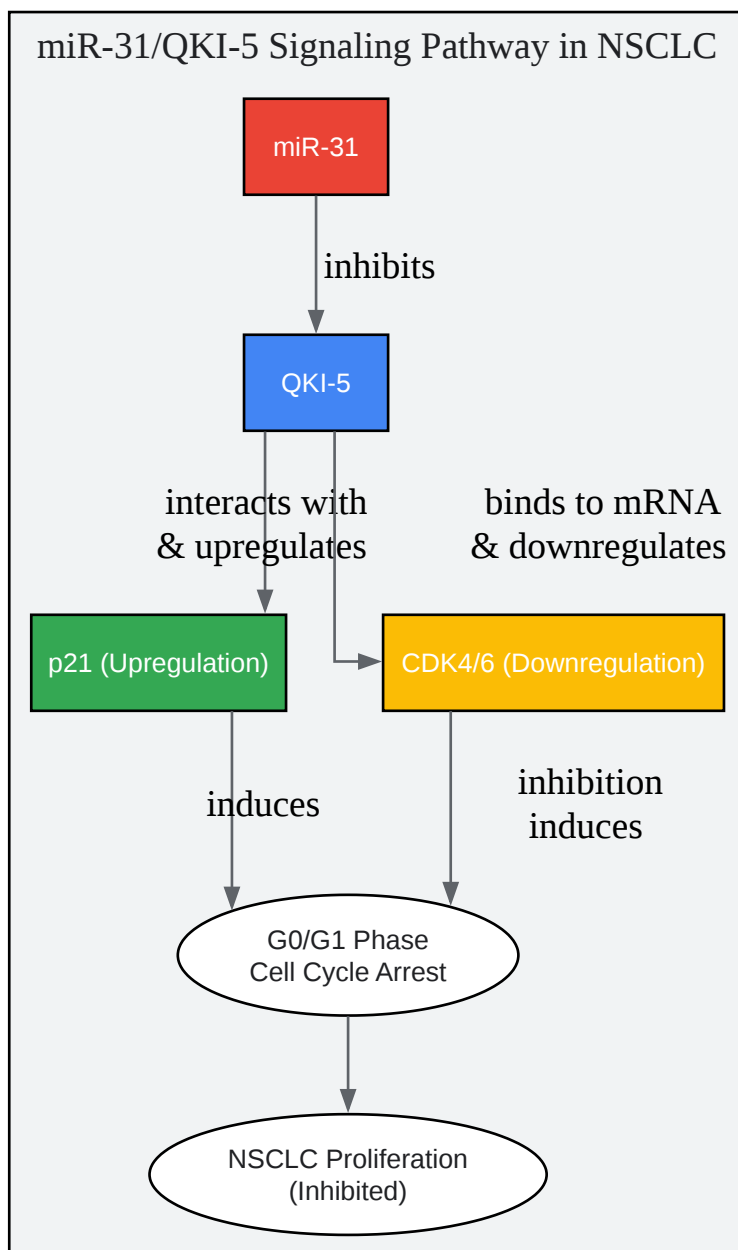 miR-31/QKI-5 Signaling Pathway in NSCLC
miR-31
inhibits
QKI-5
interacts with
& upregulates
binds to mRNA
& downregulates
p21 (Upregulation)
CDK4/6 (Downregulation)
induces
inhibition
induces
G0/G1 Phase
Cell Cycle Arrest
NSCLC Proliferation
(Inhibited)